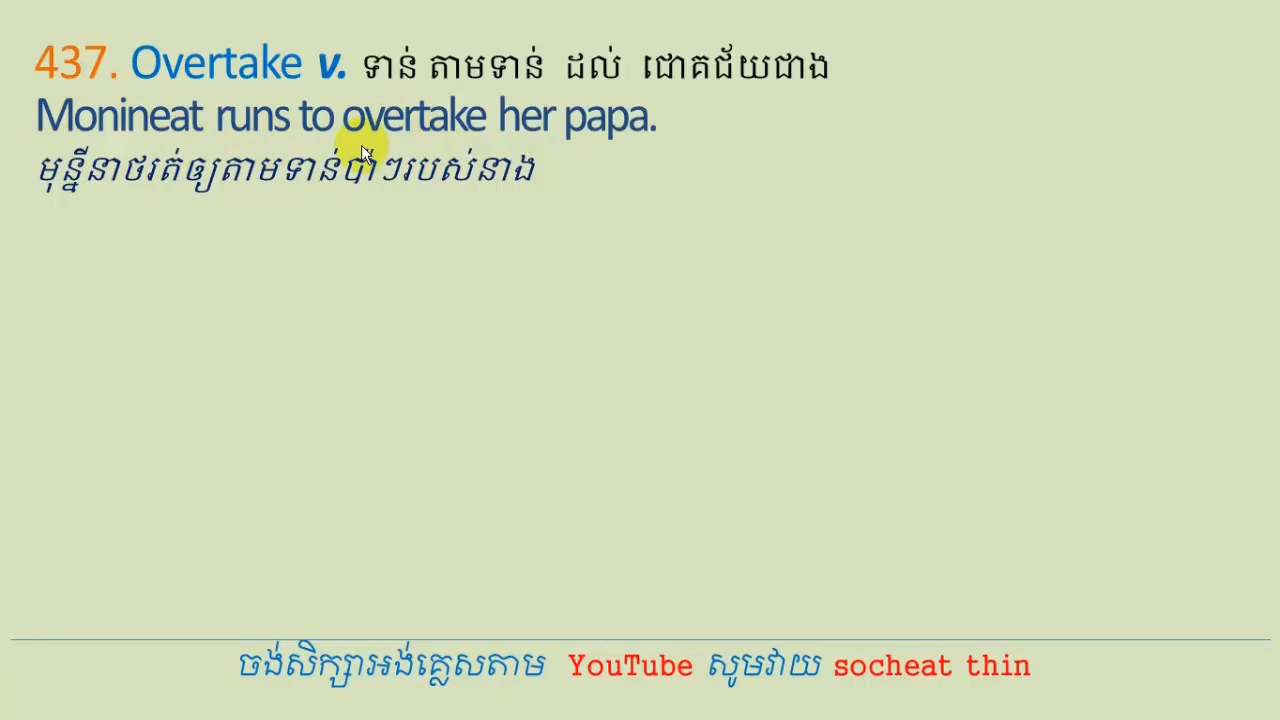 437. Overtake v. ទាន់ តាមទាន់ ដល់ ជោគជ័យជាង
Monineat runs to overtake her papa.
មុន្នីនាថរត់ឲ្យតាមទាន់ប៉ាៗរបស់នាង
ចង់សិក្សាអង់គ្លេសតាម YouTube សូមវាយ socheat thin